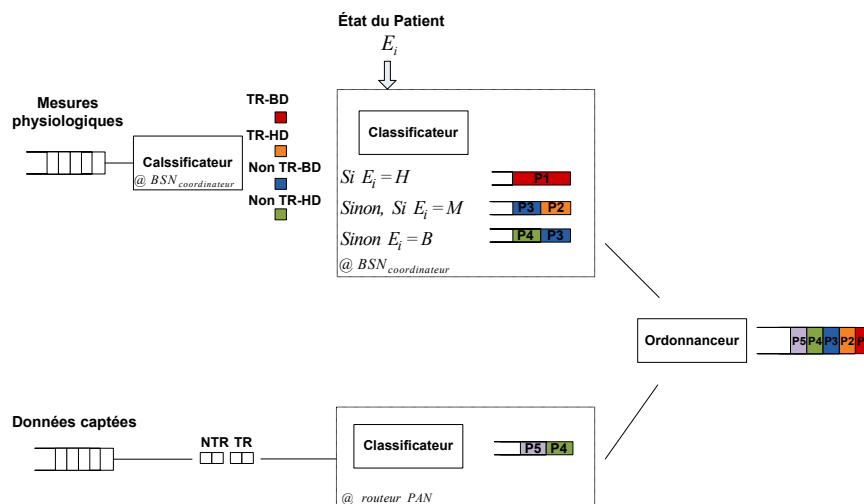 État du Patient
E_i
Mesures
physiologiques
Calssificateur
@ BSN_coordinateur
TR-BD
TR-HD
Non TR-BD
Non TR-HD
Classificateur
Si E_i = H
P1
Sinon, Si E_i = M
P3 P2
Sinon E_i = B
P4 P3
@ BSN_coordinateur
Ordonnanceur
P5 P4 P3 P2
Données captées
NTR TR
Classificateur
P5 P4
@ routeur PAN